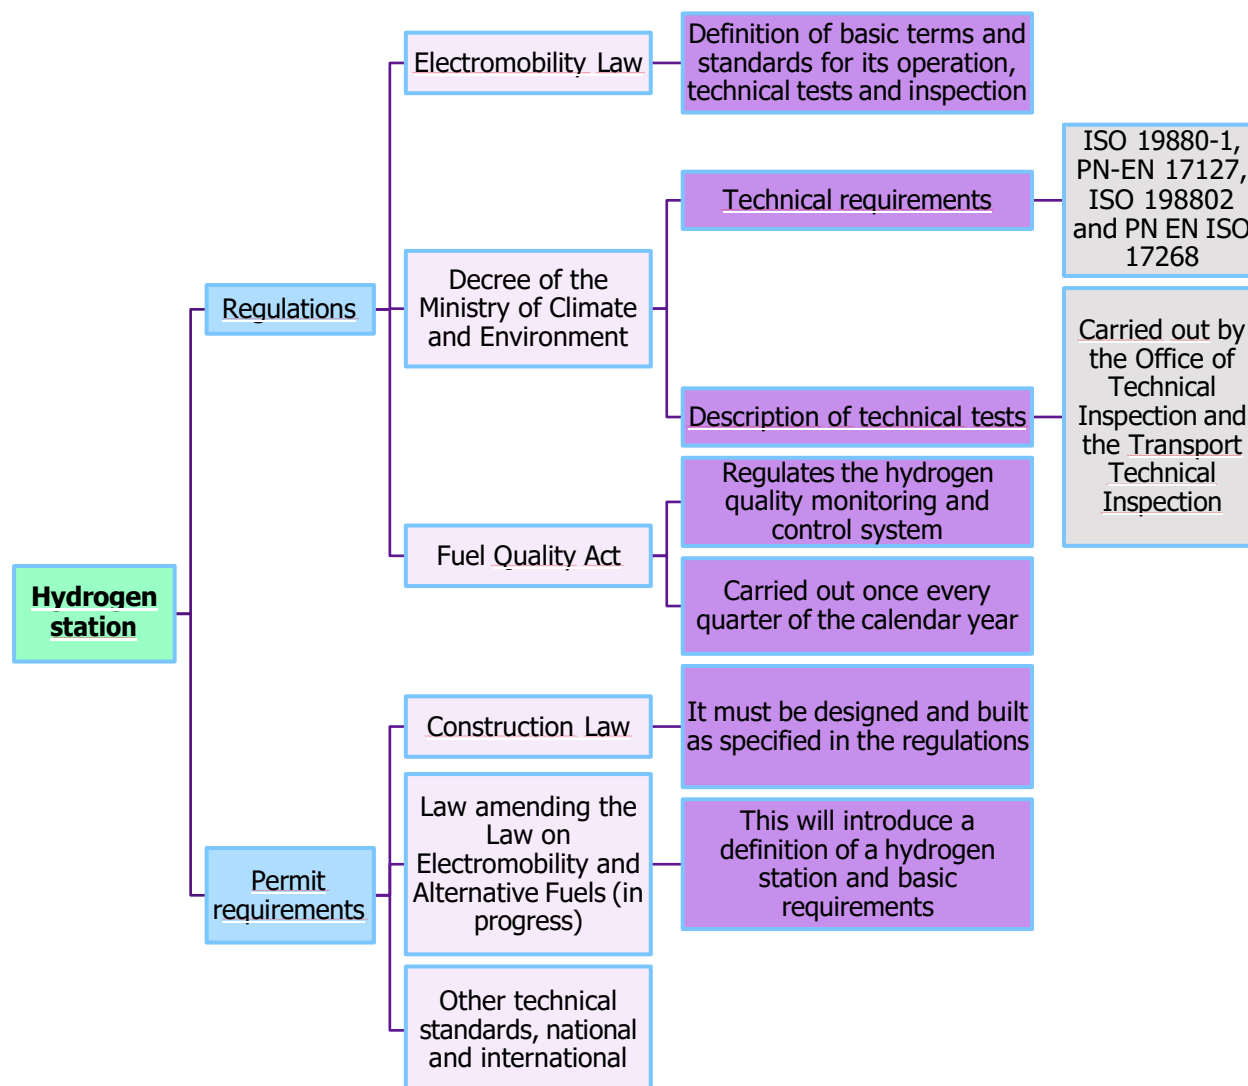 Electromobility Law
Definition of basic terms and
standards for its operation,
technical tests and inspection
Technical requirements
ISO 19880-1,
PN-EN 17127,
ISO 198802
and PN EN ISO
17268
Regulations
Decree of the
Ministry of Climate
and Environment
Description of technical tests
Carried out by
the Office of
Technical
Inspection and
the Transport
Technical
Inspection
Fuel Quality Act
Regulates the hydrogen
quality monitoring and
control system
Carried out once every
quarter of the calendar year
Hydrogen
station
Construction Law
It must be designed and built
as specified in the regulations
Permit
requirements
Law amending the
Law on
Electromobility and
Alternative Fuels (in
progress)
This will introduce a
definition of a hydrogen
station and basic
requirements
Other technical
standards, national
and international